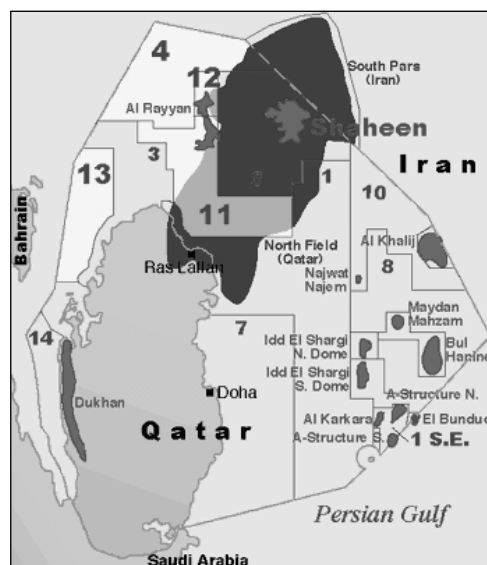 4
South Pars
(Iran)
12
Al Rayyan
Shaheen
3
Iran
13
1
10
11
Bahrain
Al Khalij
North Field
(Qatar)
Ras Laffan
8
Najwat
Najem
Maydan
Mahzam
14
7
Idd El Shargi
N. Dome
Bul
Hanine
Idd El Shargi
S. Dome
Doha
Dukhan
A-Structure N.
Al Karkara
El Bunduq
Qatar
A-Structure S.
1 S.E.
Persian Gulf
Saudi Arabia